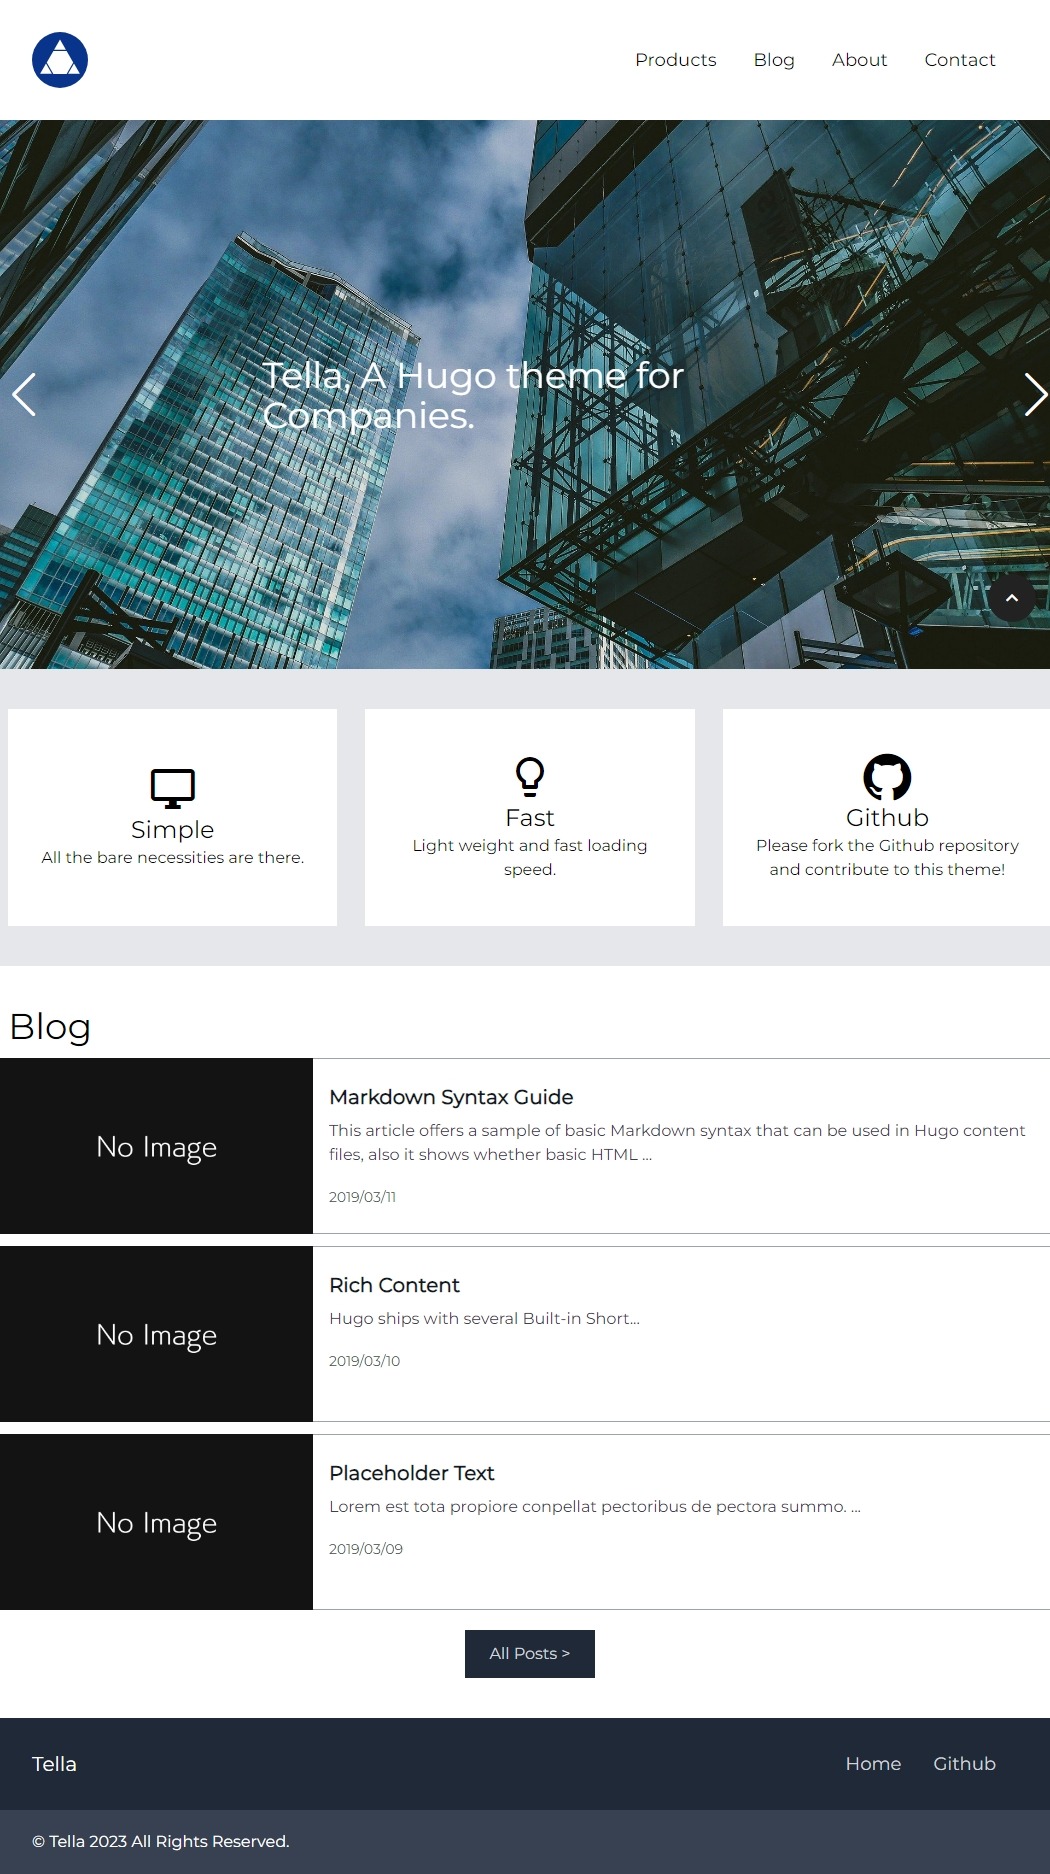 Products Blog About Contact
Tella, A Hugo theme for
Companies.
Simple
All the bare necessities are there.
Fast
Light weight and fast loading
speed.
Github
Please fork the Github repository
and contribute to this theme!
Blog
No Image
Markdown Syntax Guide
This article offers a sample of basic Markdown syntax that can be used in Hugo content
files, also it shows whether basic HTML ...
2019/03/11
No Image
Rich Content
Hugo ships with several Built-in Short...
2019/03/10
No Image
Placeholder Text
Lorem est tota propiore conpellat pectoribus de pectora summo. ...
2019/03/09
All Posts >
Tella
Home Github
© Tella 2023 All Rights Reserved.